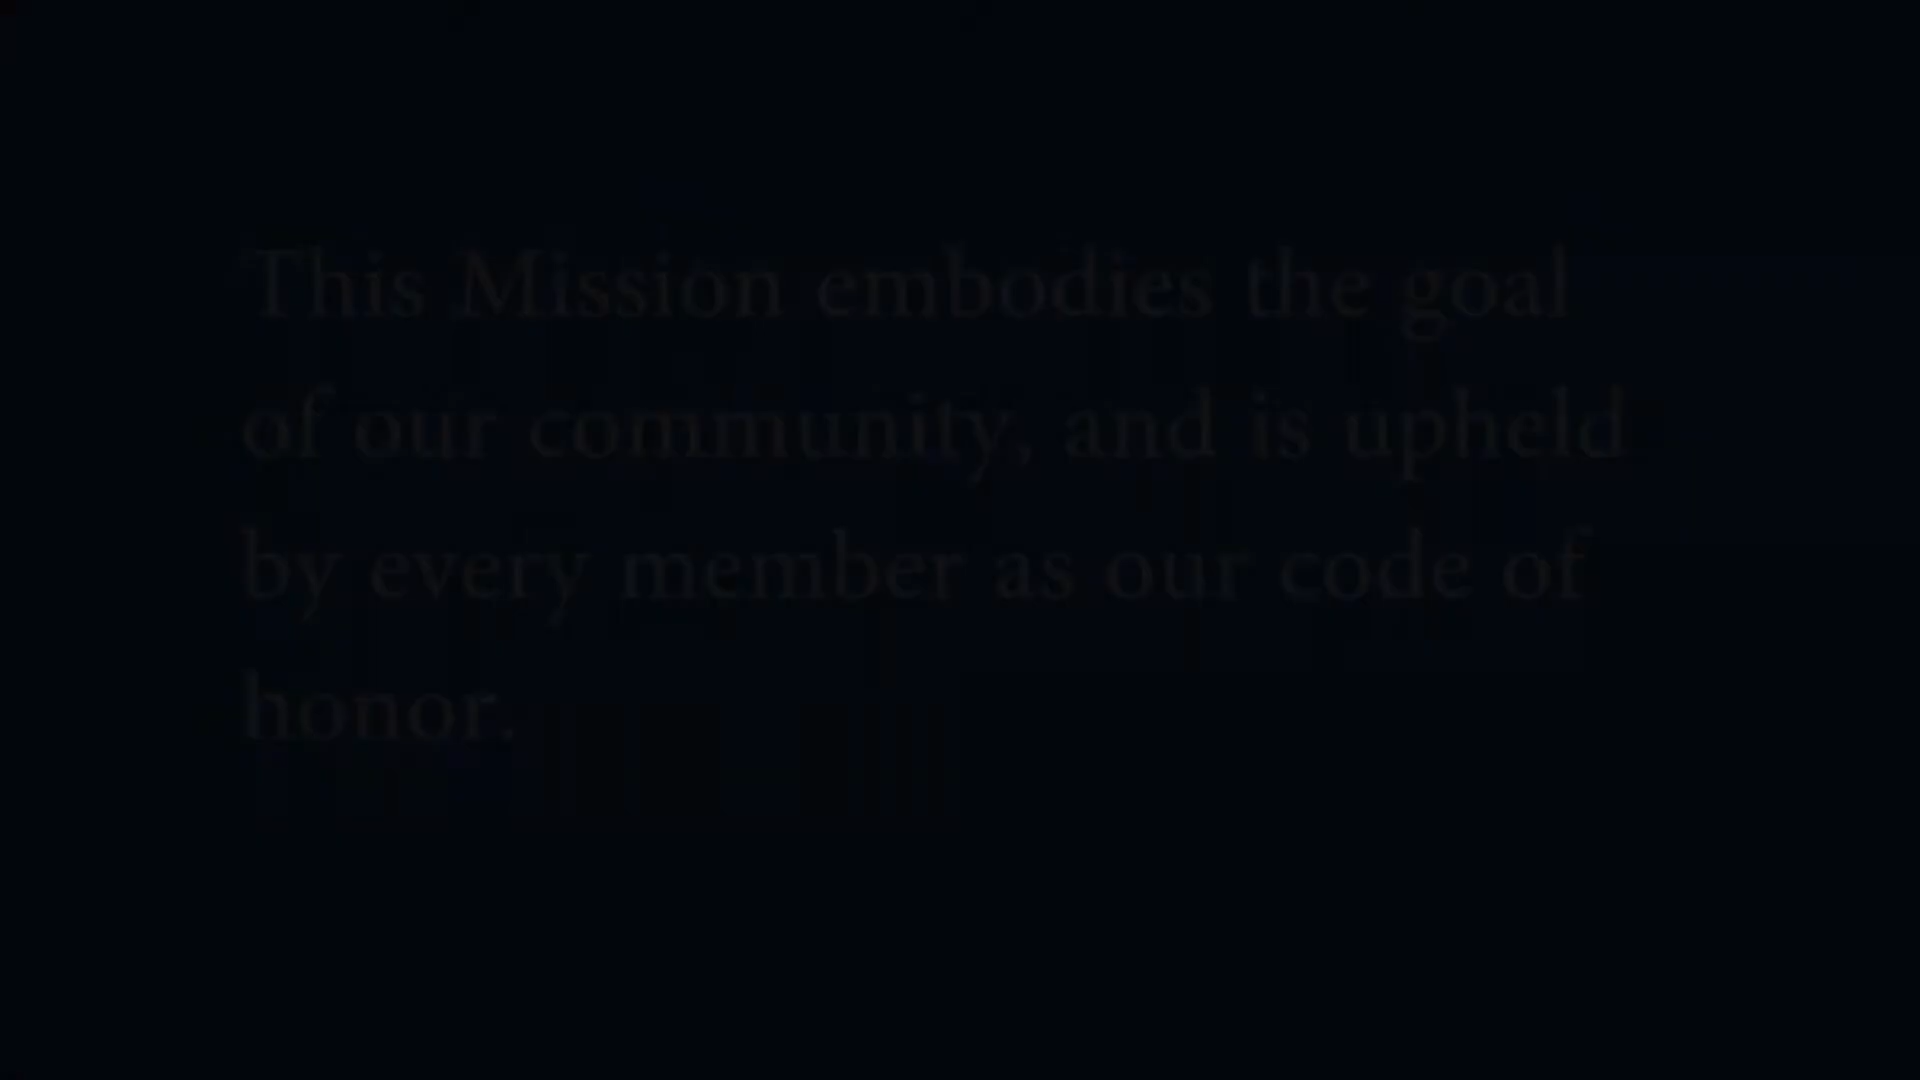 This Mission embodies the goal
of our community, and is upheld
by every member as our code of
honor.